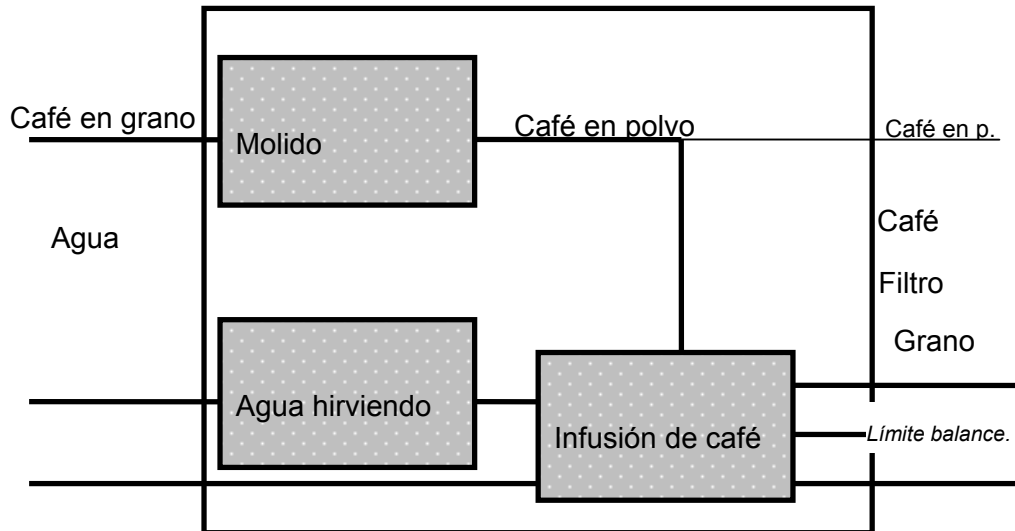 Café en grano
Molido
Café en polvo
Café en p.
Agua
Café
Filtro
Grano
Agua hirviendo
Infusión de café
Límite balance.